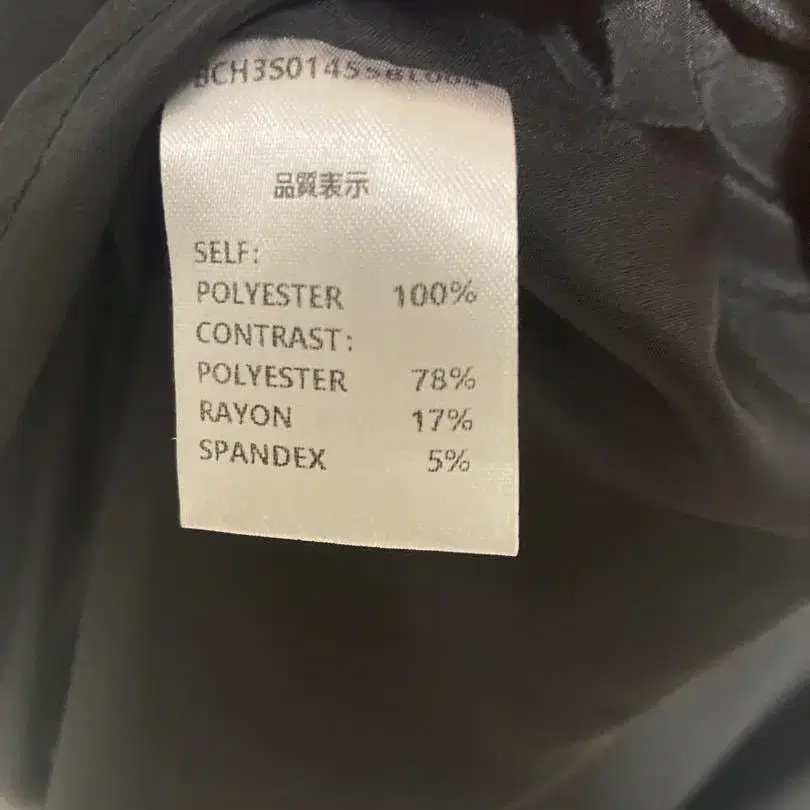 品質表示
SELF:
POLYESTER 100%
CONTRAST:
POLYESTER 78%
RAYON 17%
SPANDEX 5%